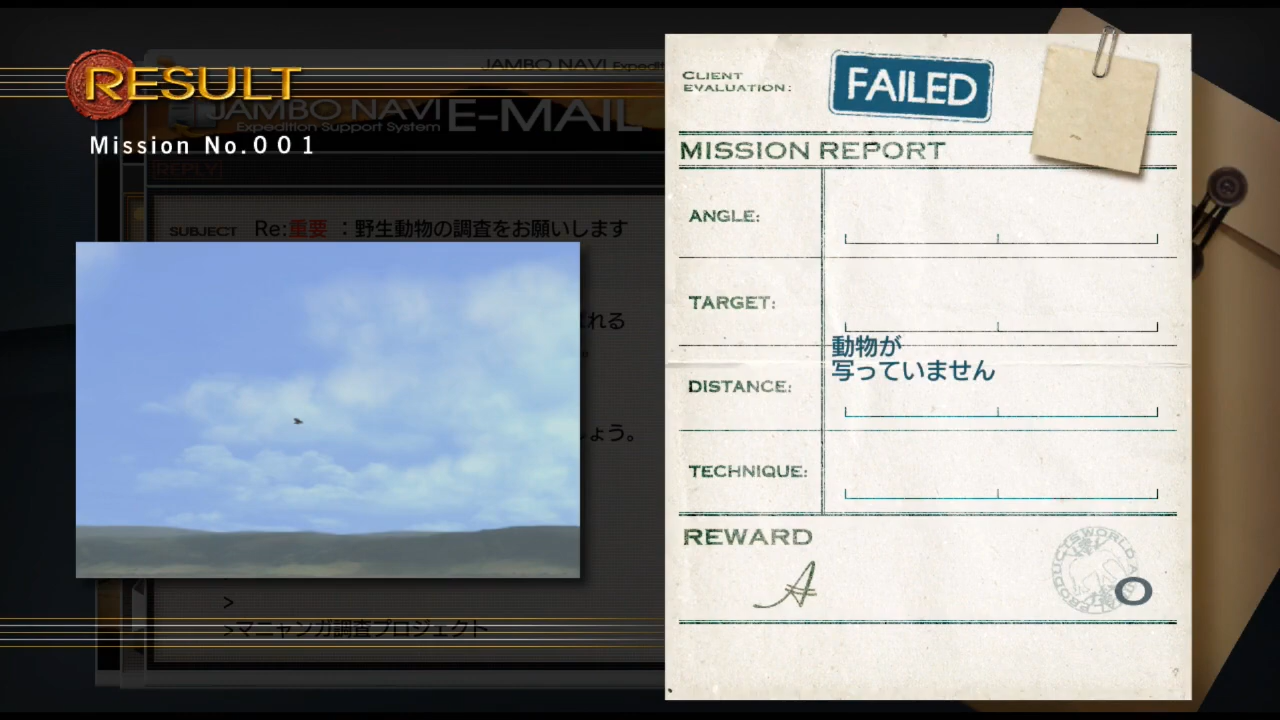 RESULT
Mission No.001
JAMBO NAVI Expedit
JAMBO NAVI E-MAIL
Expedition Support System
REPLY
SUBJECT Re:重要 : 野生動物の調査をお願いします
れる
ょう。
>
>マニャンガ調査プロジェクト
CLIENT
EVALUATION:
FAILED
MISSION REPORT
ANGLE:
TARGET:
動物が
写っていません
DISTANCE:
TECHNIQUE:
REWARD
A
0